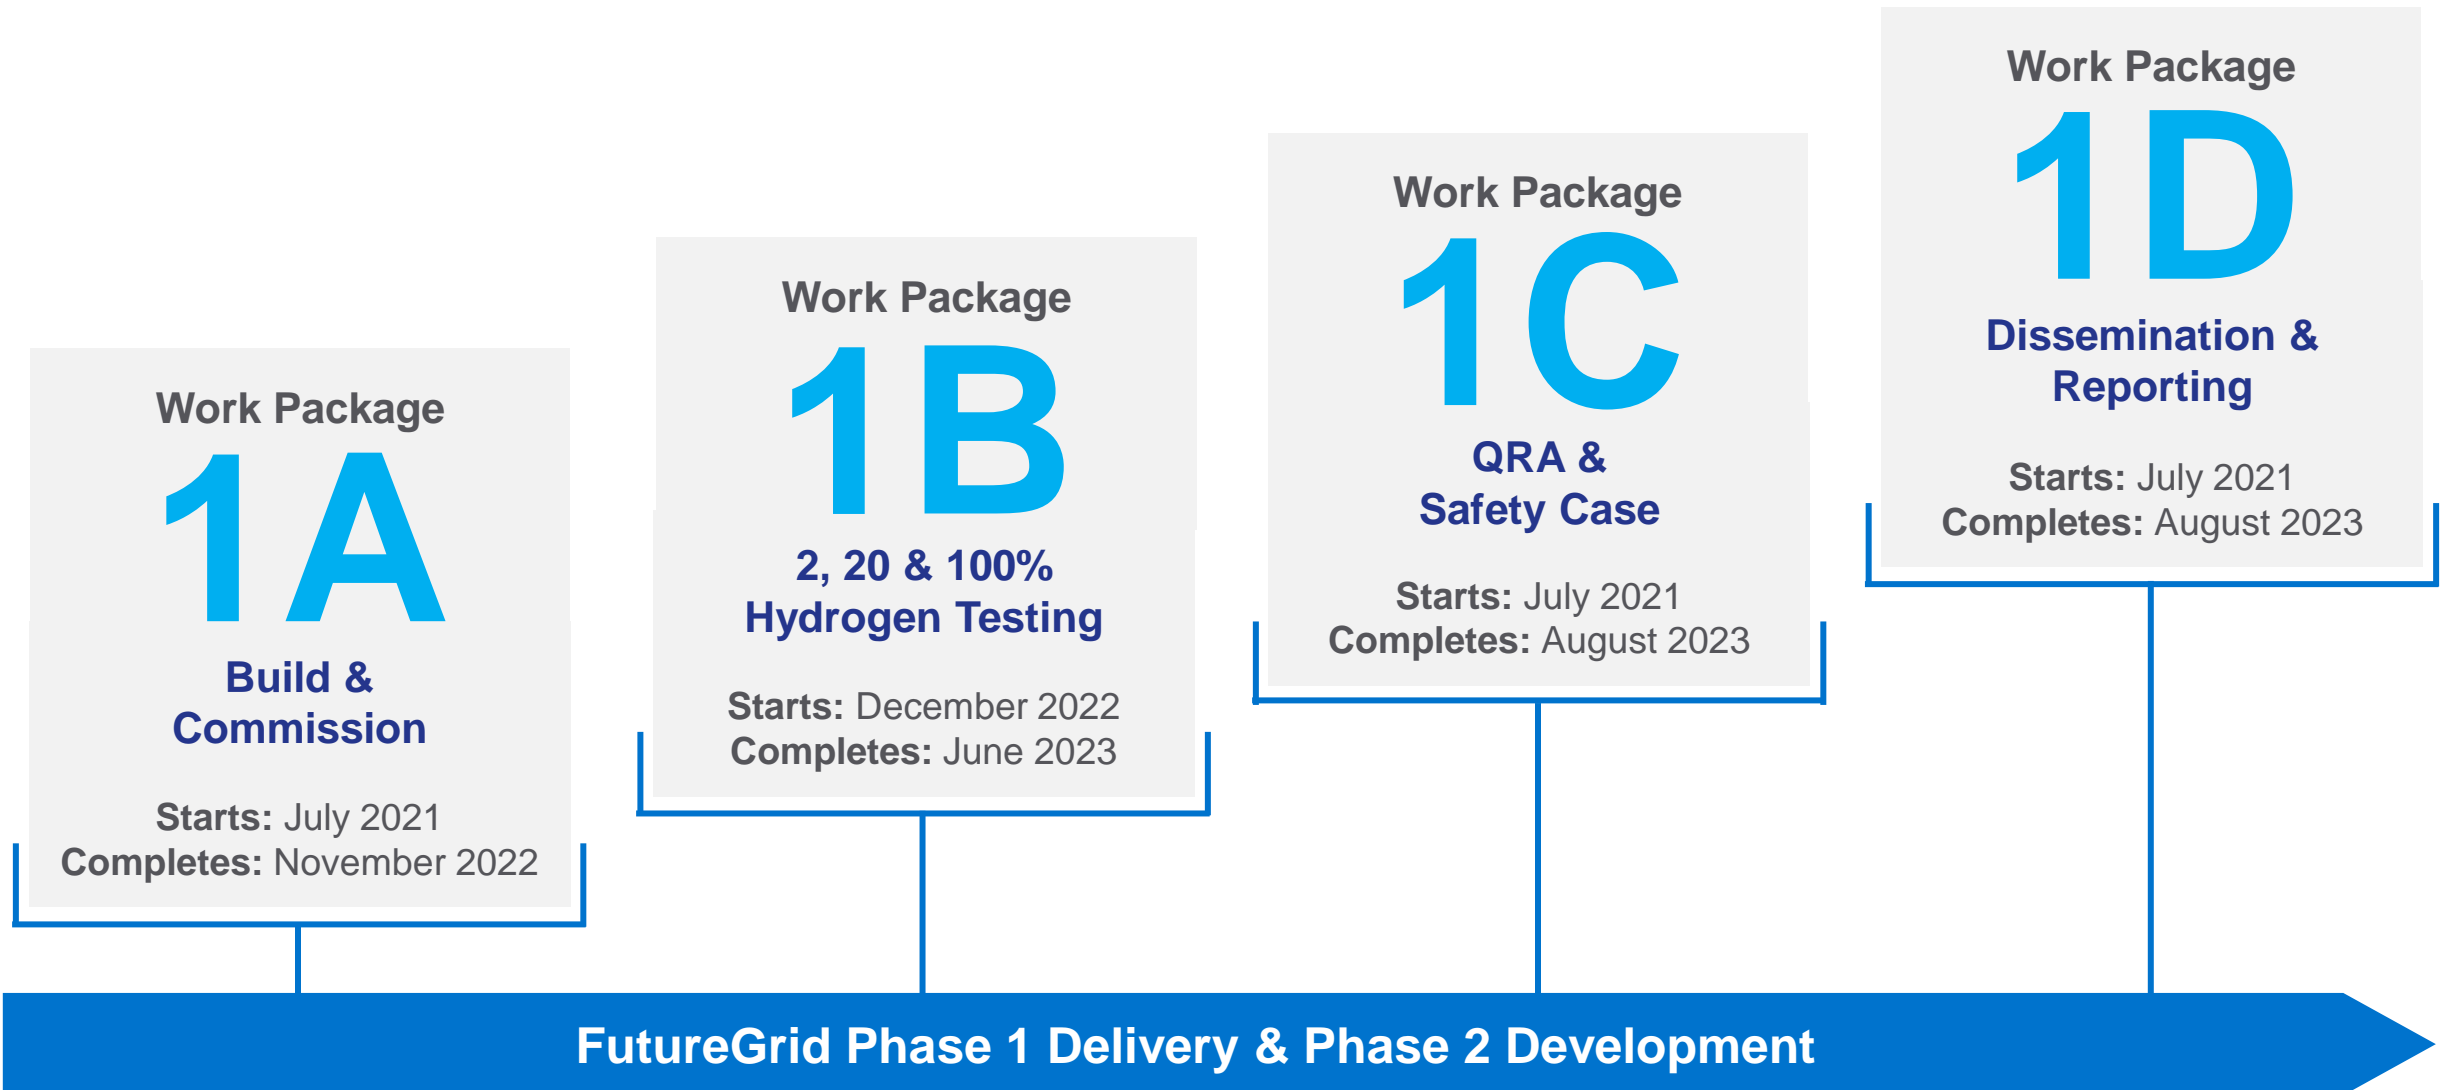 Work Package
1A
Build &
Commission
Starts: July 2021
Completes: November 2022
Work Package
1B
2, 20 & 100%
Hydrogen Testing
Starts: December 2022
Completes: June 2023
Work Package
1C
QRA &
Safety Case
Starts: July 2021
Completes: August 2023
Work Package
1D
Dissemination &
Reporting
Starts: July 2021
Completes: August 2023
FutureGrid Phase 1 Delivery & Phase 2 Development